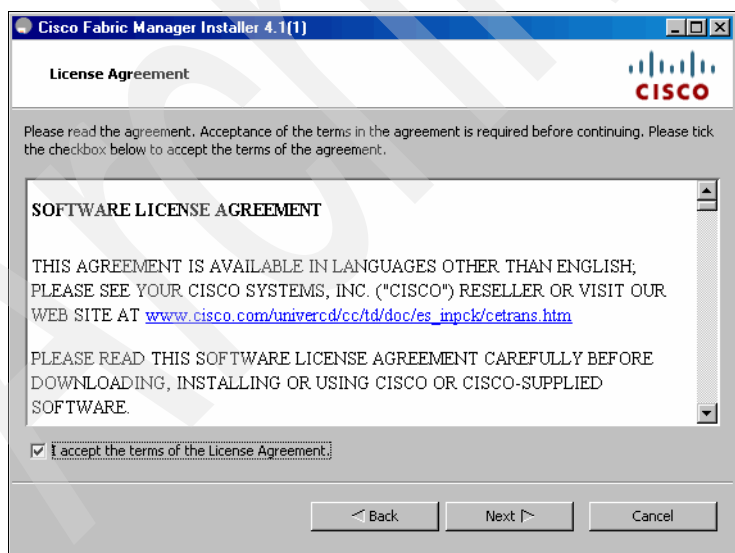 Cisco Fabric Manager Installer 4.1(1)
License Agreement
CISCO
Please read the agreement. Acceptance of the terms in the agreement is required before continuing. Please tick
the checkbox below to accept the terms of the agreement.
SOFTWARE LICENSE AGREEMENT
THIS AGREEMENT IS AVAILABLE IN LANGUAGES OTHER THAN ENGLISH;
PLEASE SEE YOUR CISCO SYSTEMS, INC. ("CISCO") RESELLER OR VISIT OUR
WEB SITE AT www.cisco.com/univercd/cc/td/doc/es_inpck/cetrans.htm
PLEASE READ THIS SOFTWARE LICENSE AGREEMENT CAREFULLY BEFORE
DOWNLOADING, INSTALLING OR USING CISCO OR CISCO-SUPPLIED
SOFTWARE.
I accept the terms of the License Agreement.
Back Next Cancel